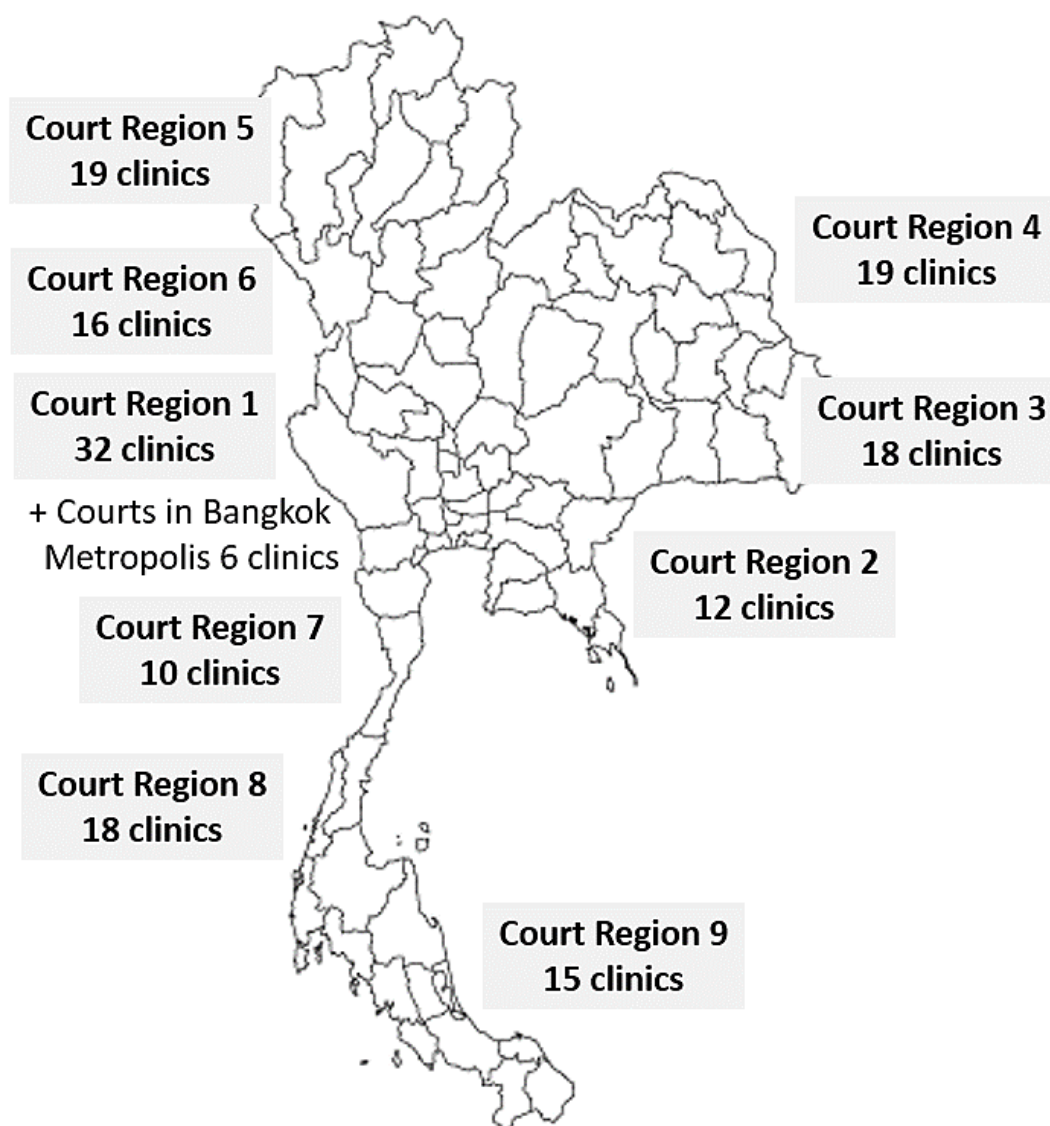 Court Region 5
19 clinics
Court Region 4
19 clinics
Court Region 6
16 clinics
Court Region 1
32 clinics
Court Region 3
18 clinics
+ Courts in Bangkok
Metropolis 6 clinics
Court Region 2
12 clinics
Court Region 7
10 clinics
Court Region 8
18 clinics
Court Region 9
15 clinics